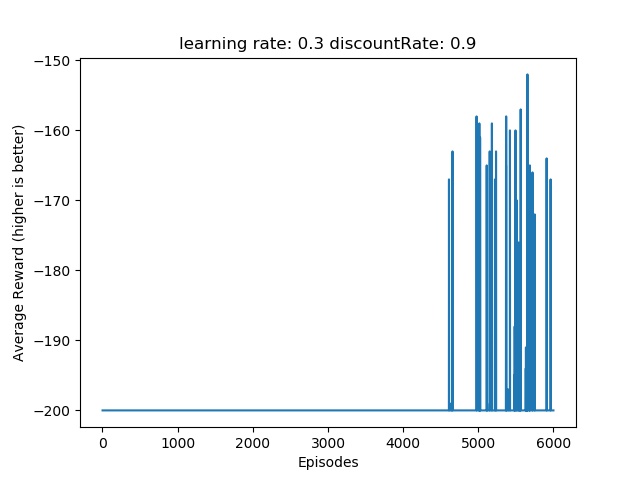 learning rate: 0.3 discountRate: 0.9
Average Reward (higher is better)
−150
−160
−170
−180
−190
−200
0 1000 2000 3000 4000 5000 6000
Episodes